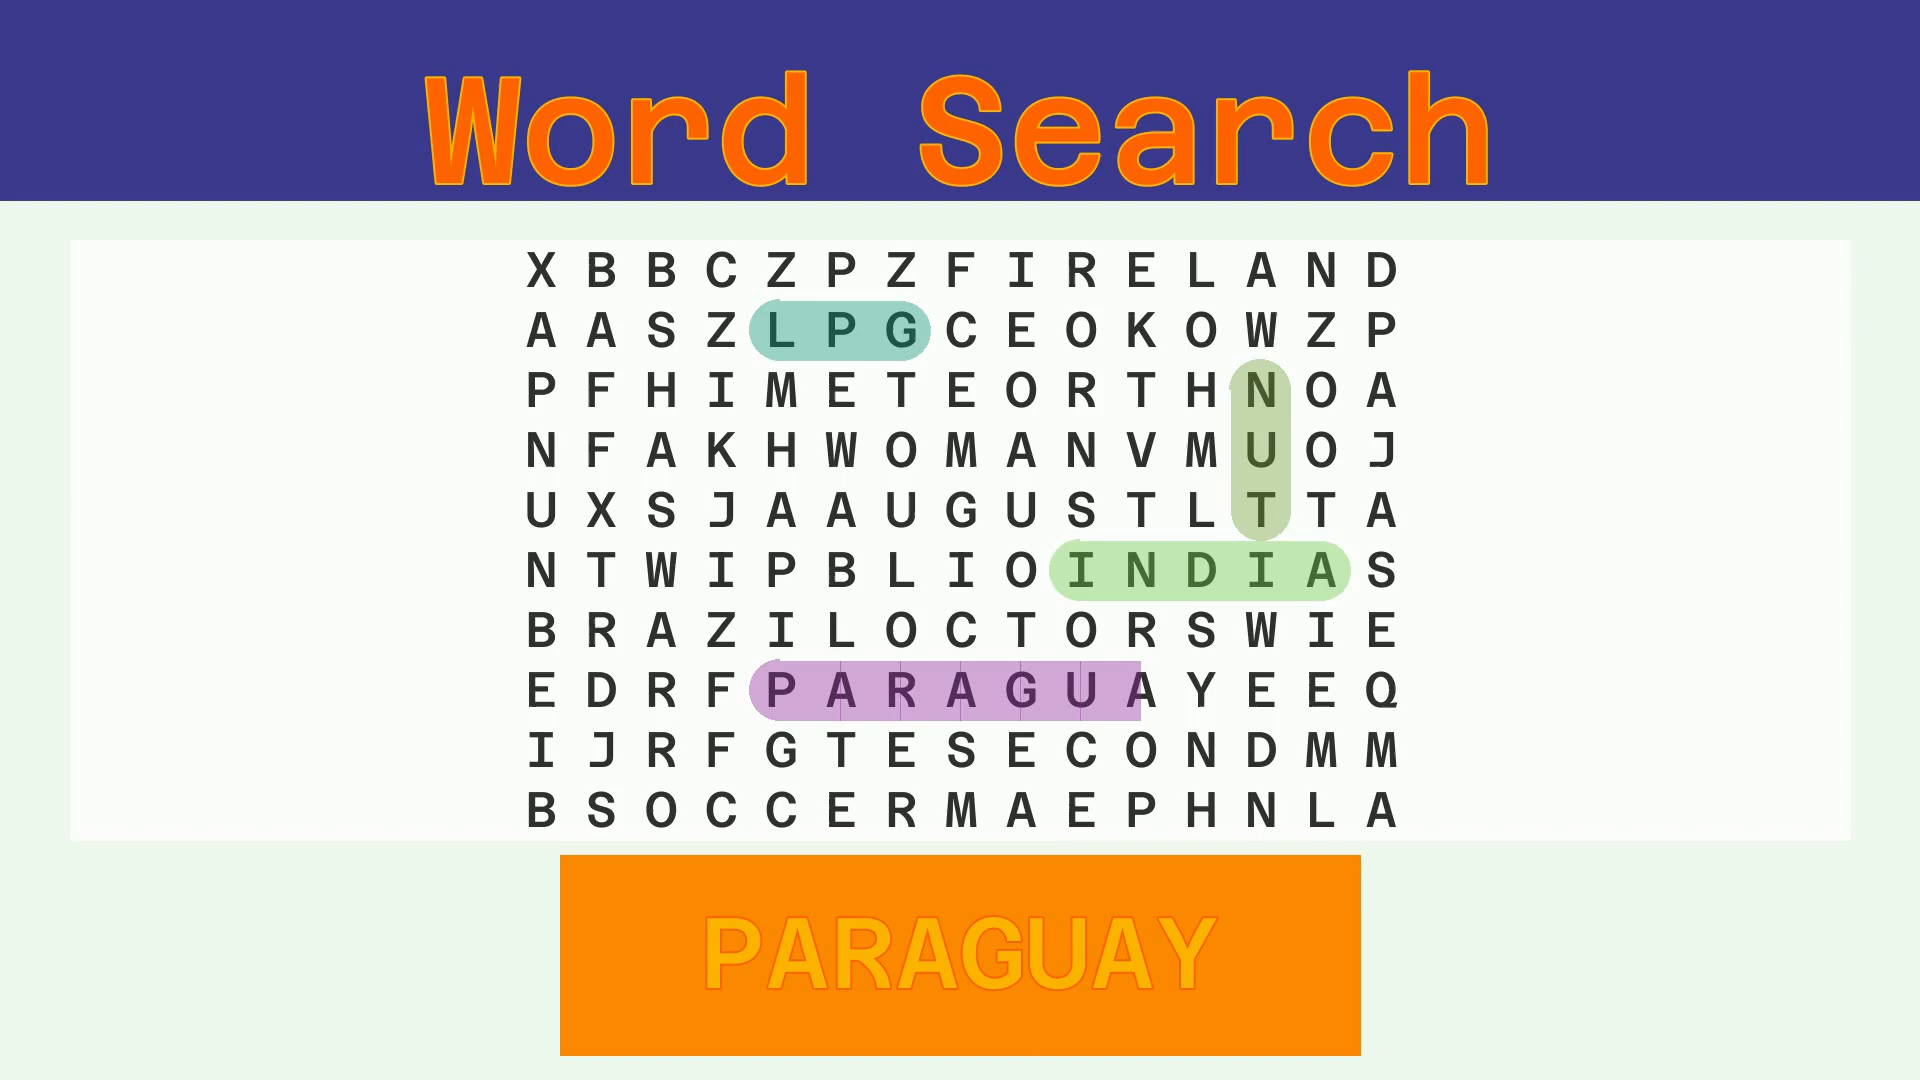 Word Search
X B B C Z P Z F I R E L A N D
A A S Z L P G C E O K O W Z P
P F H I M E T E O R T H N O A
N F A K H W O M A N V M U O J
U X S J A A U G U S T L T T A
N T W I P B L I O I N D I A S
B R A Z I L O C T O R S W I E
E D R F P A R A G U A Y E E Q
I J R F G T E S E C O N D M M
B S O C C E R M A E P H N L A
PARAGUAY